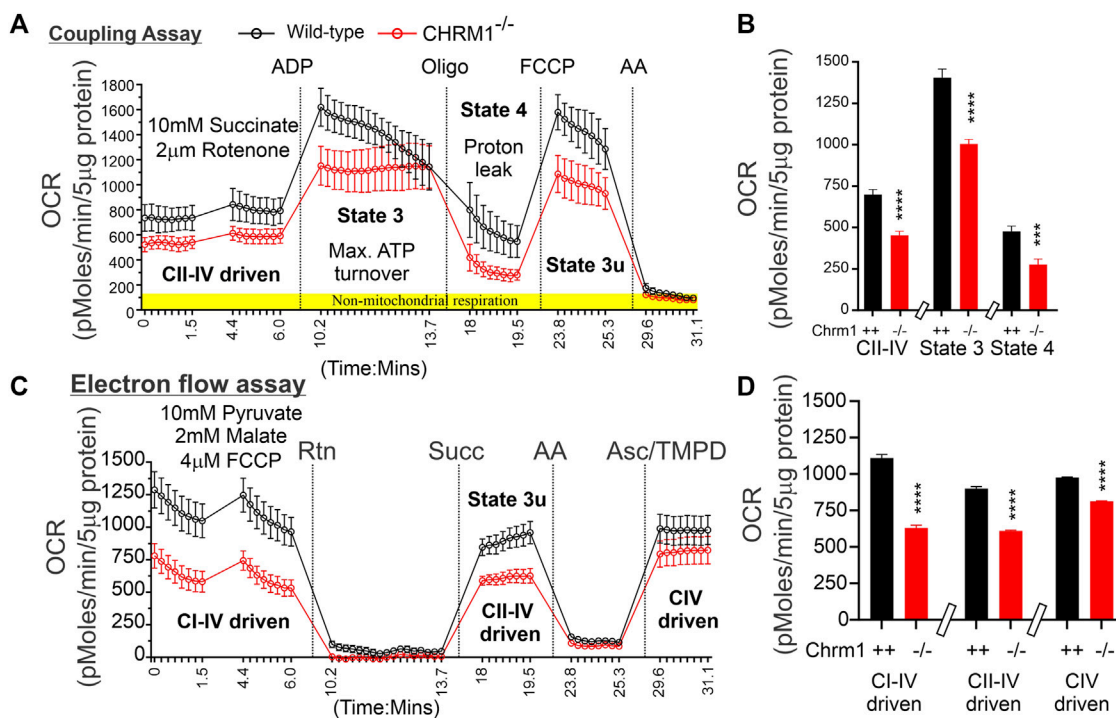 A
Coupling Assay
Wild-type
CHRM1-/-
ADP
Oligo
FCCP
AA
OCR
(pMoles/min/5µg protein)
1800
1600
1400
1200
1000
800
600
400
200
0
10mM Succinate
2µm Rotenone
State 4
Proton
leak
State 3
Max. ATP
turnover
CII-IV driven
State 3u
Non-mitochondrial respiration
0
1.5
4.4
6.0
10.2
13.7
18
19.5
23.8
25.3
29.6
31.1
(Time:Mins)
B
OCR
(pMoles/min/5µg protein)
1500
1250
1000
750
500
250
0
****
****
***
Chrm1 ++ -/- ++ -/- ++ -/-
CII-IV State 3 State 4
C
Electron flow assay
10mM Pyruvate
2mM Malate
4µM FCCP
Rtn
Succ
AA
Asc/TMPD
OCR
(pMoles/min/5µg protein)
1500
1250
1000
750
500
250
0
State 3u
CI-IV driven
CII-IV
driven
CIV
driven
0
1.5
4.4
6.0
10.2
13.7
18
19.5
23.8
25.3
29.6
31.1
(Time:Mins)
D
OCR
(pMoles/min/5µg protein)
1500
1250
1000
750
500
250
0
****
****
****
Chrm1 ++ -/- ++ -/- ++ -/-
CI-IV CII-IV CIV
driven driven driven